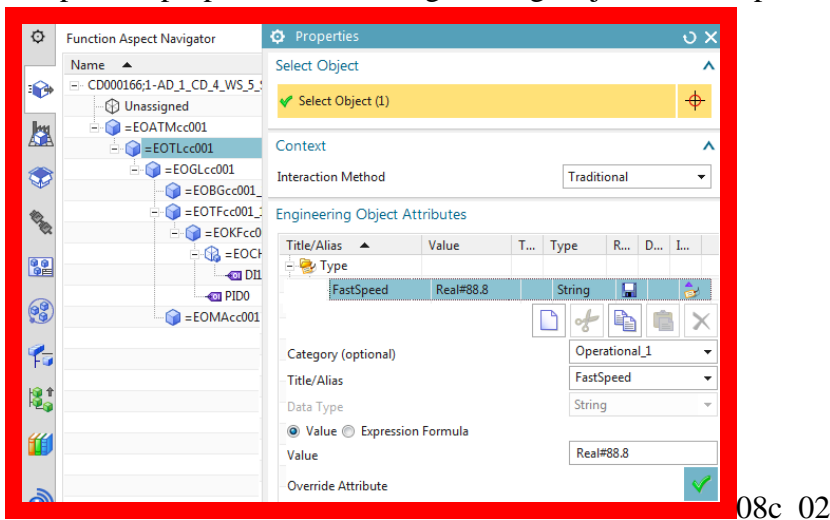 Function Aspect Navigator
Properties
Name
Select Object
CD000166;1-AD_1_CD_4_WS_5_
Unassigned
Select Object (1)
=EOATMcc001
=EOTLcc001
Context
=EOGLcc001
Interaction Method
Traditional
=EOBGcc001_
=EOTFcc001_
Engineering Object Attributes
=EOKFcc0
Title/Alias Value T... Type R... D... I...
=EOCH
Type
DI1
FastSpeed Real#88.8 String
PID0
=EOMAcc001
Category (optional) Operational_1
Title/Alias FastSpeed
Data Type String
Value Expression Formula
Value Real#88.8
Override Attribute
08c 02